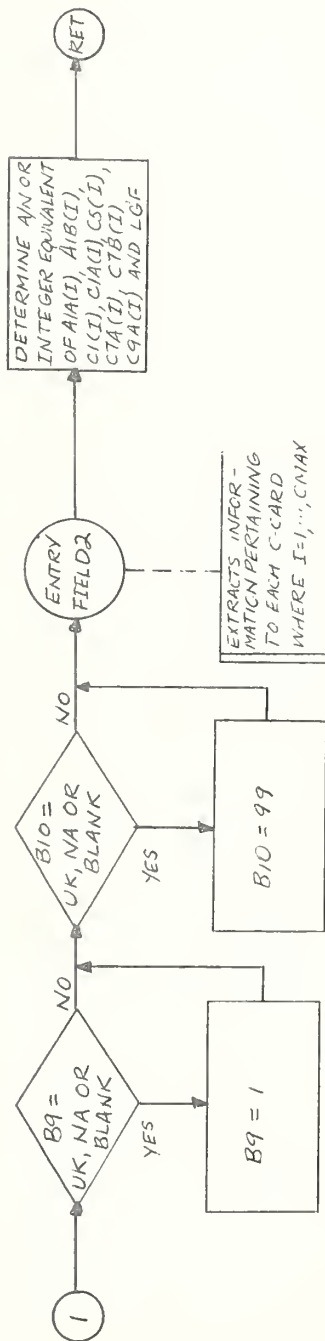 1
B9 =
UK, NA OR
BLANK
NO
YES
B9 = 1
B10 =
UK, NA OR
BLANK
NO
YES
B10 = 99
ENTRY
FIELD2
EXTRACTS INFOR-
MATION PERTAINING
TO EACH C-CARD
WHERE I=1,...,CMAX
DETERMINE A/N OR
INTEGER EQUIVALENT
OF A1A(I), A1B(I),
C1(I), C1A(I), C5(I),
C7A(I), C7B(I)
C9A(I) AND LGF
RET